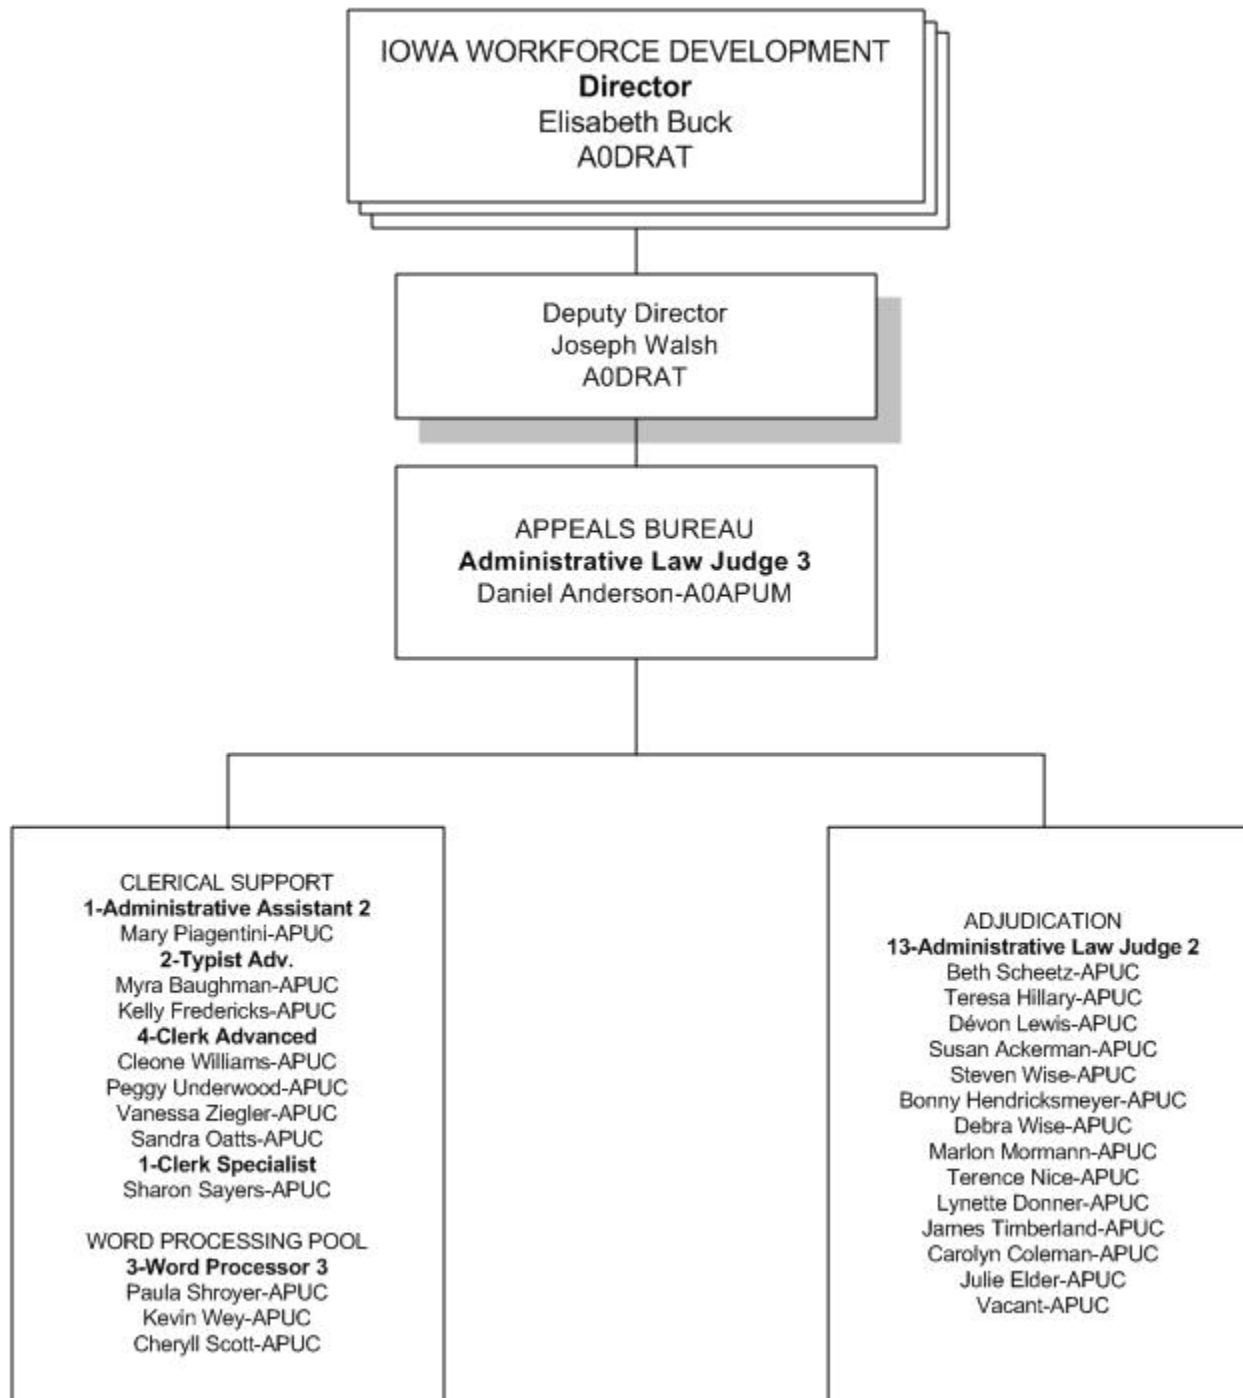 IOWA WORKFORCE DEVELOPMENT
Director
Elisabeth Buck
A0DRAT
Deputy Director
Joseph Walsh
A0DRAT
APPEALS BUREAU
Administrative Law Judge 3
Daniel Anderson-A0APUM
CLERICAL SUPPORT
1-Administrative Assistant 2
Mary Piagentini-APUC
2-Typist Adv.
Myra Baughman-APUC
Kelly Fredericks-APUC
4-Clerk Advanced
Cleone Williams-APUC
Peggy Underwood-APUC
Vanessa Ziegler-APUC
Sandra Oatts-APUC
1-Clerk Specialist
Sharon Sayers-APUC
WORD PROCESSING POOL
3-Word Processor 3
Paula Shroyer-APUC
Kevin Wey-APUC
Cheryll Scott-APUC
ADJUDICATION
13-Administrative Law Judge 2
Beth Scheetz-APUC
Teresa Hillary-APUC
Dévon Lewis-APUC
Susan Ackerman-APUC
Steven Wise-APUC
Bonny Hendricksmeyer-APUC
Debra Wise-APUC
Marlon Mormann-APUC
Terence Nice-APUC
Lynette Donner-APUC
James Timberland-APUC
Carolyn Coleman-APUC
Julie Elder-APUC
Vacant-APUC